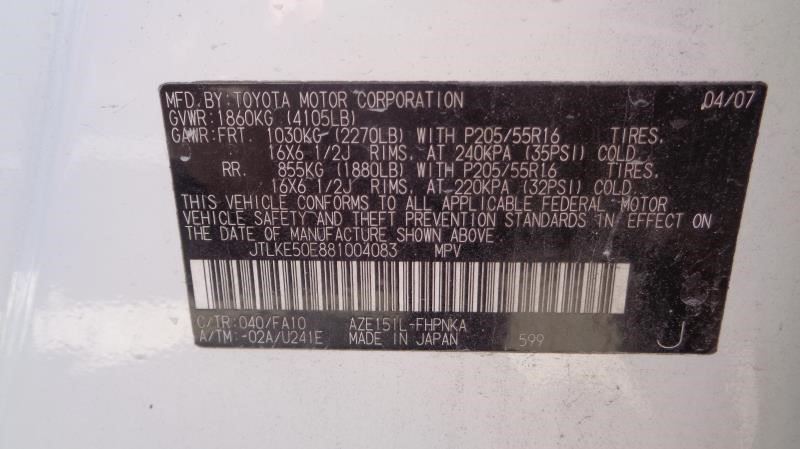 MFD. BY: TOYOTA MOTOR CORPORATION 04/07
GVWR: 1860KG (4105LB)
GAWR: FRT. 1030KG (2270LB) WITH P205/55R16 TIRES,
16X6 1/2J RIMS, AT 240KPA (35PSI) COLD.
RR. 855KG (1880LB) WITH P205/55R16 TIRES,
16X6 1/2J RIMS, AT 220KPA (32PSI) COLD.
THIS VEHICLE CONFORMS TO ALL APPLICABLE FEDERAL MOTOR
VEHICLE SAFETY AND THEFT PREVENTION STANDARDS IN EFFECT ON
THE DATE OF MANUFACTURE SHOWN ABOVE.
JTLKE50E881004083 MPV
C/TR: 040/FA10 AZE151L-FHPNKA
A/TM: -02A/U241E MADE IN JAPAN 599 J